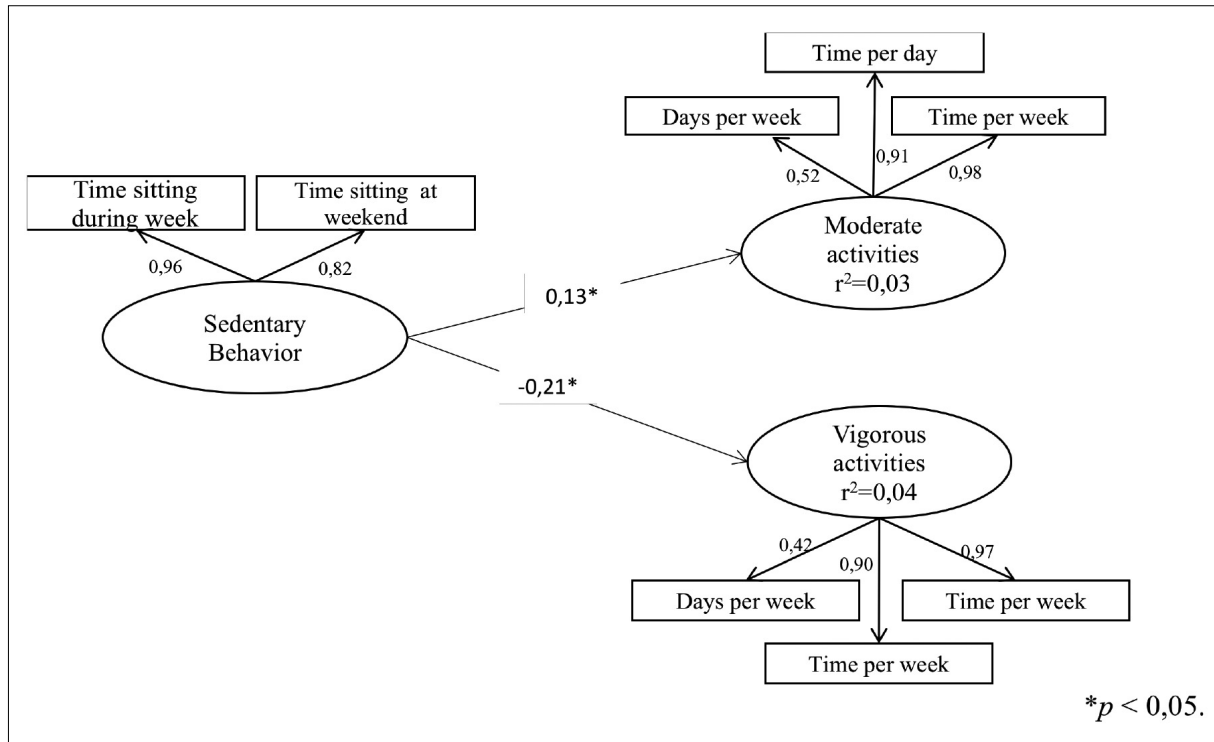 Time per day
Days per week
Time per week
0,52
0,91
0,98
Time sitting
during week
Time sitting at
weekend
0,96
0,82
Moderate
activities
r²=0,03
Sedentary
Behavior
0,13*
-0,21*
Vigorous
activities
r²=0,04
0,42
0,90
0,97
Days per week
Time per week
Time per week
*p < 0,05.